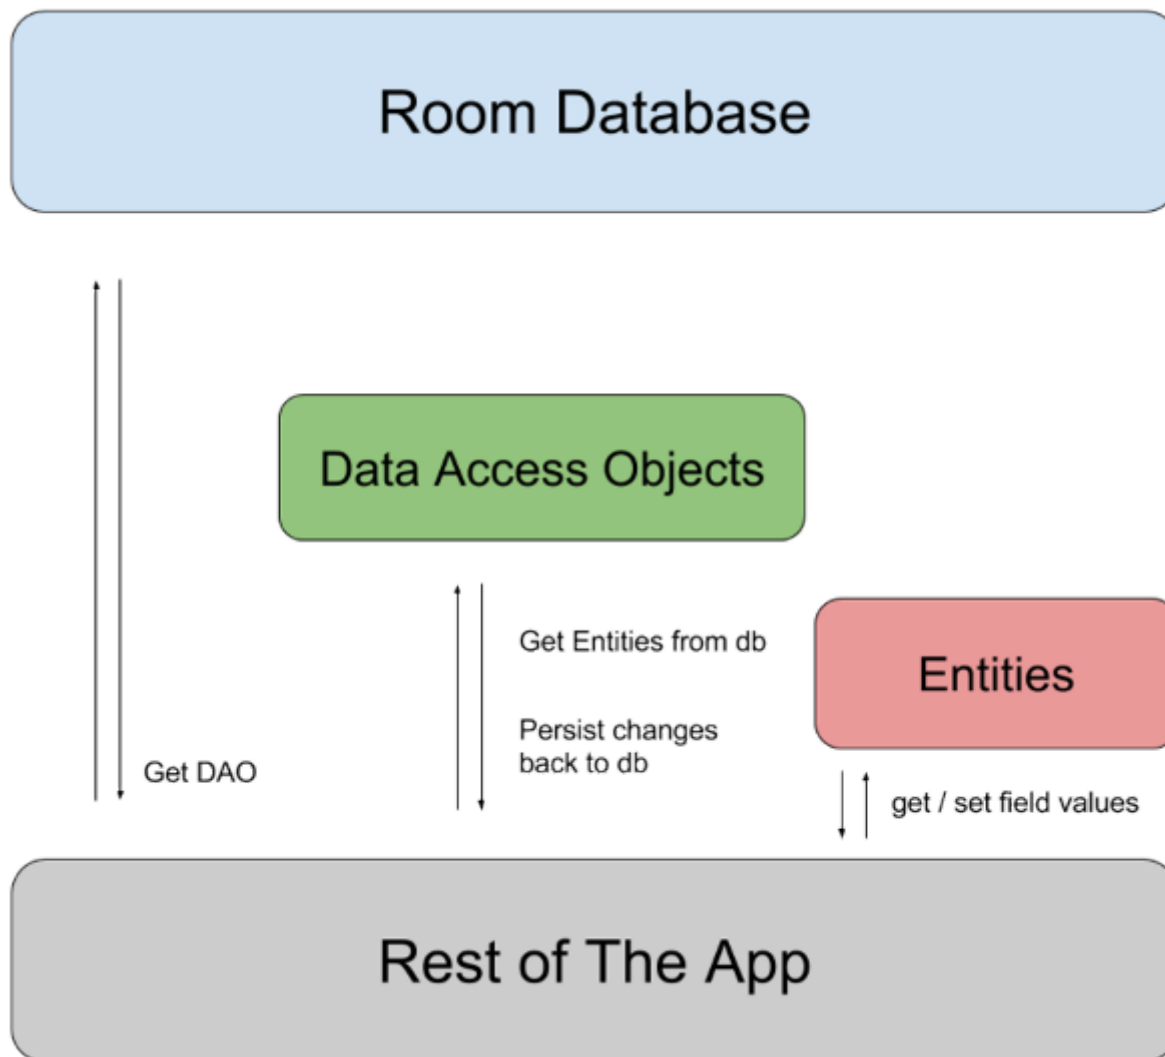 Room Database
Data Access Objects
Get Entities from db
Entities
Persist changes
back to db
Get DAO
get / set field values
Rest of The App